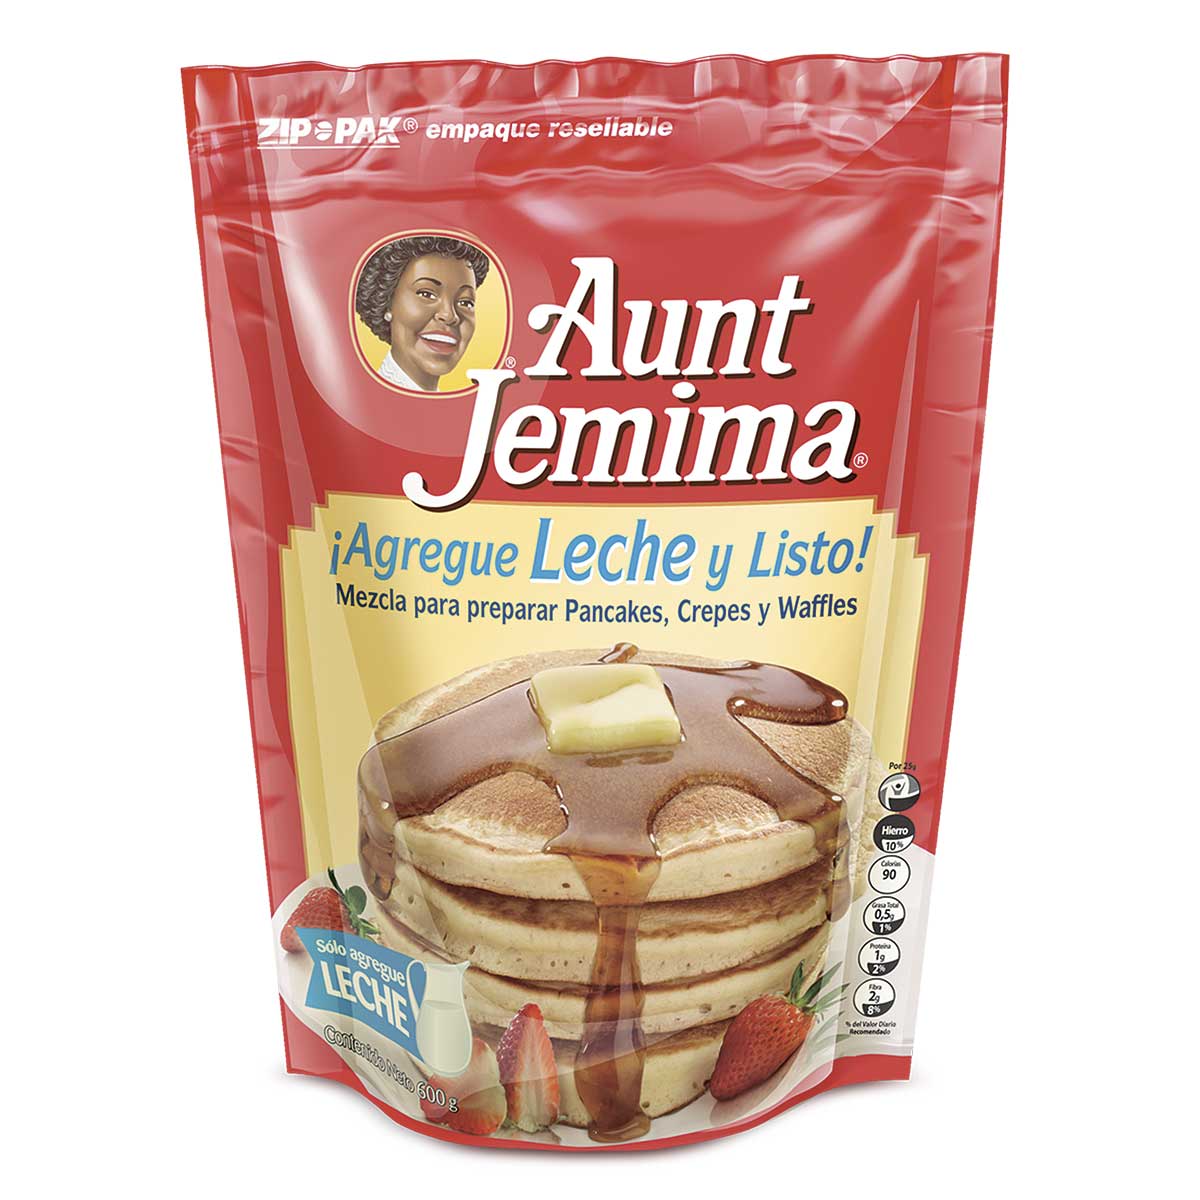 ZIP PAK® empaque resellable
Aunt
Jemima®
¡Agregue Leche y Listo!
Mezcla para preparar Pancakes, Crepes y Waffles
Por 25g
Hierro
10%
Calorías
90
Grasa Total
0,5g
1%
Proteína
1g
2%
Fibra
2g
8%
% del Valor Diario
Recomendado
Sólo agregue
LECHE
Contenido Neto 600 g